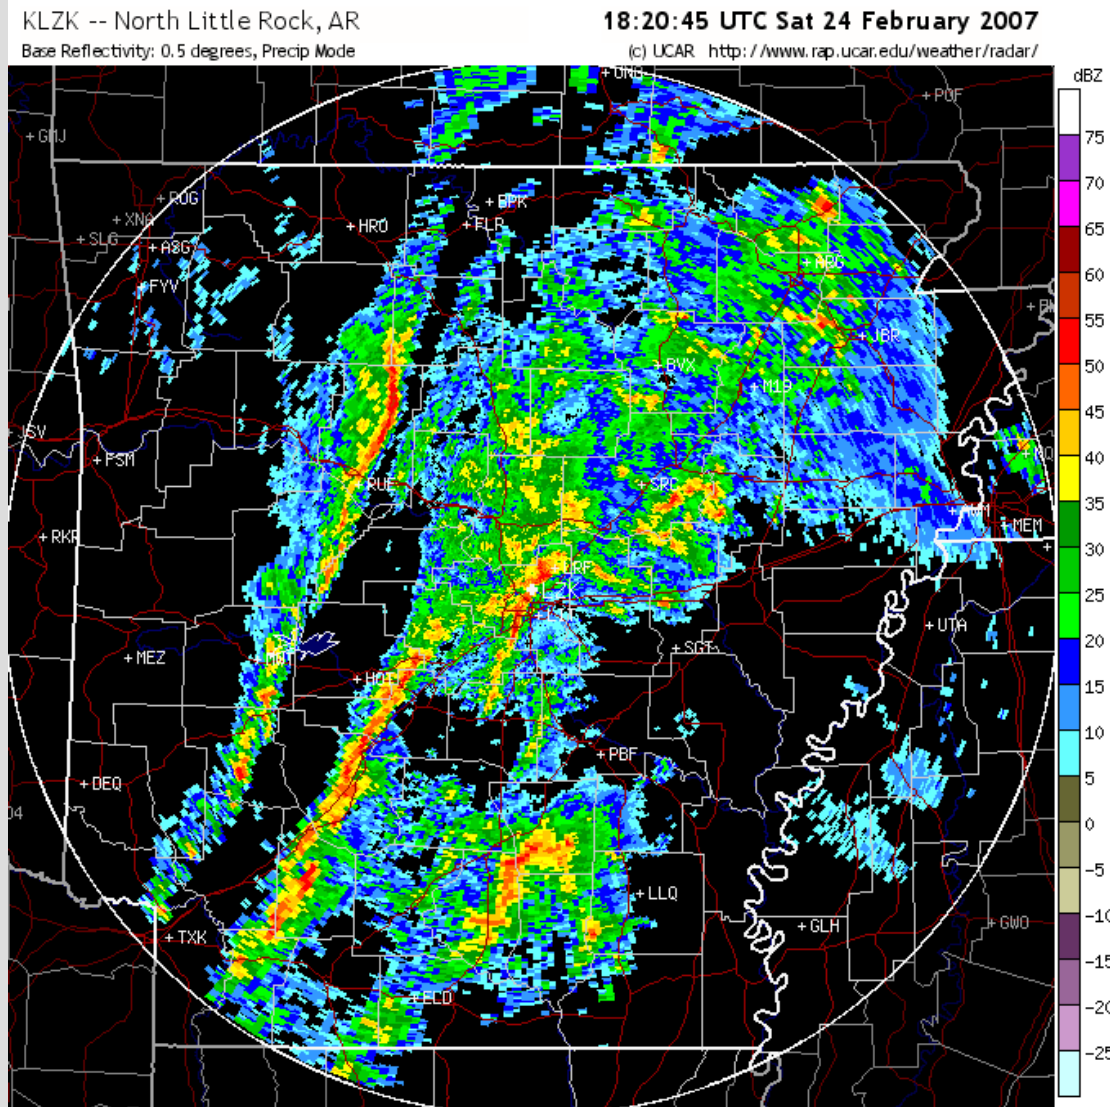 KLZK -- North Little Rock, AR
18:20:45 UTC Sat 24 February 2007
Base Reflectivity: 0.5 degrees, Precip Mode
(c) UCAR http://www.rap.ucar.edu/weather/radar/
dBZ
+POF
+GMJ
75
70
+ROG
+BPK
+XNA
+HRO
+FLP
65
+SLG
+ASG
+ARG
60
+FYV
55
+JBR
+BVX
50
+M19
45
+FSM
40
+SRC
+AWM
+MEM
35
+RKR
30
25
+UTA
20
+MEZ
+SGT
+HOT
15
10
+PBF
+DEQ
5
04
0
-5
+LLQ
-10
+TXK
+GLH
+GWO
-15
+ELD
-20
-25